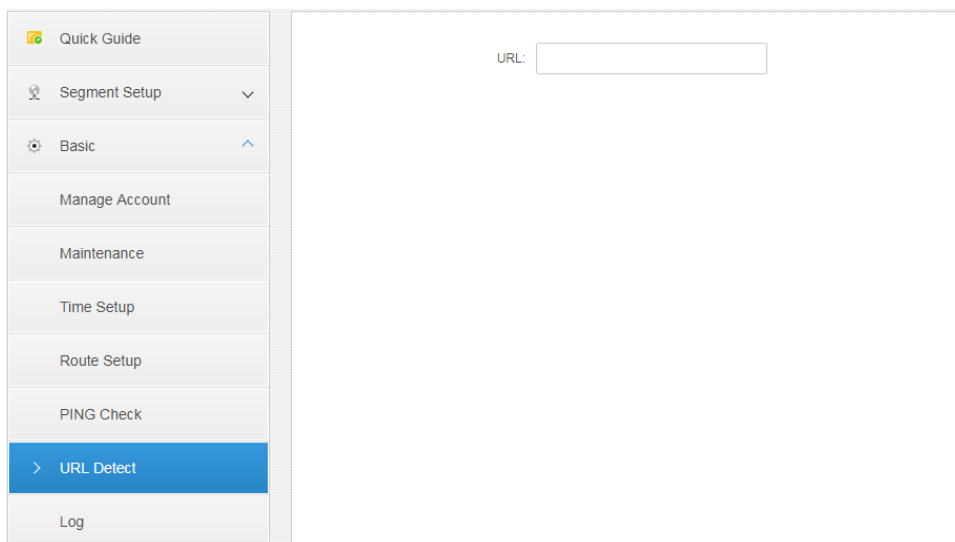 Quick Guide
Segment Setup
Basic
Manage Account
Maintenance
Time Setup
Route Setup
PING Check
URL Detect
Log
URL: